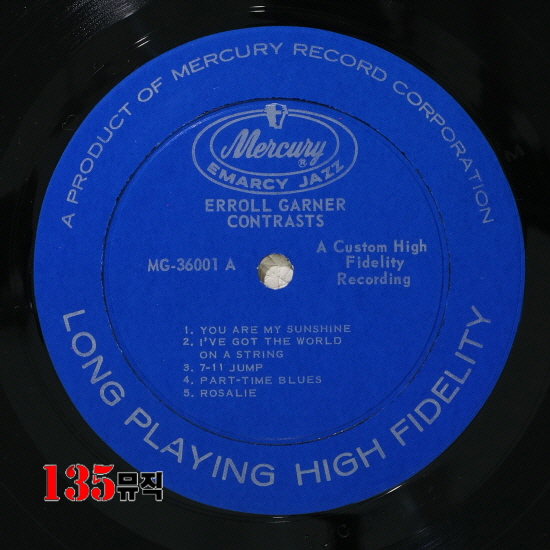 A PRODUCT OF MERCURY RECORD CORPORATION
Mercury
®
EMARCY JAZZ
ERROLL GARNER
CONTRASTS
MG-36001 A
A Custom High
Fidelity
Recording
1. YOU ARE MY SUNSHINE
2. I'VE GOT THE WORLD
ON A STRING
3. 7-11 JUMP
4. PART-TIME BLUES
5. ROSALIE
LONG PLAYING HIGH FIDELITY
135뮤직